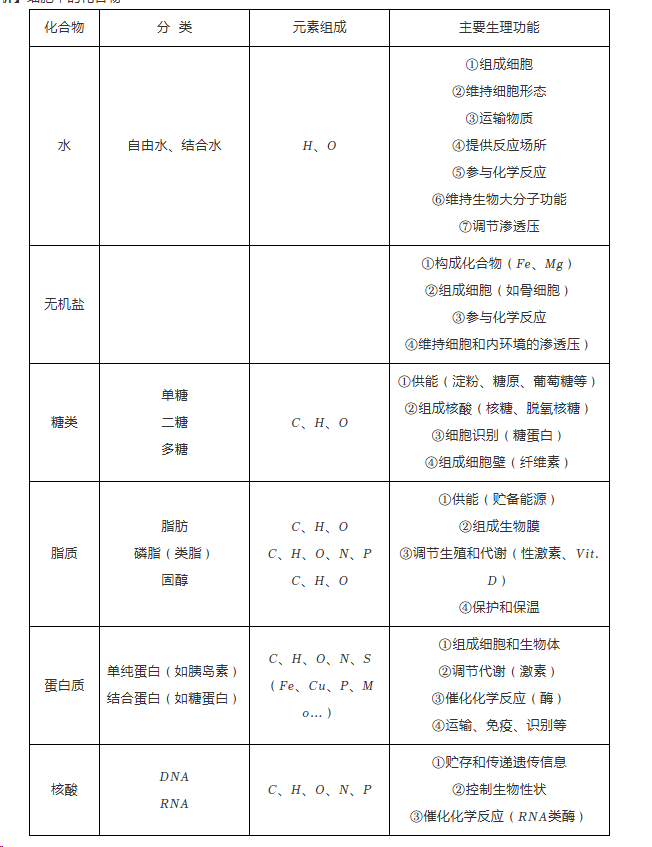 化合物 分 类 元素组成 主要生理功能
水
自由水、结合水
H、O
①组成细胞
②维持细胞形态
③运输物质
④提供反应场所
⑤参与化学反应
⑥维持生物大分子功能
⑦调节渗透压
无机盐
①构成化合物（Fe、Mg）
②组成细胞（如骨细胞）
③参与化学反应
④维持细胞和内环境的渗透压）
糖类
单糖
二糖
多糖
C、H、O
①供能（淀粉、糖原、葡萄糖等）
②组成核酸（核糖、脱氧核糖）
③细胞识别（糖蛋白）
④组成细胞壁（纤维素）
脂质
脂肪
磷脂（类脂）
固醇
C、H、O
C、H、O、N、P
C、H、O
①供能（贮备能源）
②组成生物膜
③调节生殖和代谢（性激素、Vit.
D）
④保护和保温
蛋白质
单纯蛋白（如胰岛素）
结合蛋白（如糖蛋白）
C、H、O、N、S
（Fe、Cu、P、M
o...）
①组成细胞和生物体
②调节代谢（激素）
③催化化学反应（酶）
④运输、免疫、识别等
核酸
DNA
RNA
C、H、O、N、P
①贮存和传递遗传信息
②控制生物性状
③催化化学反应（RNA类酶）